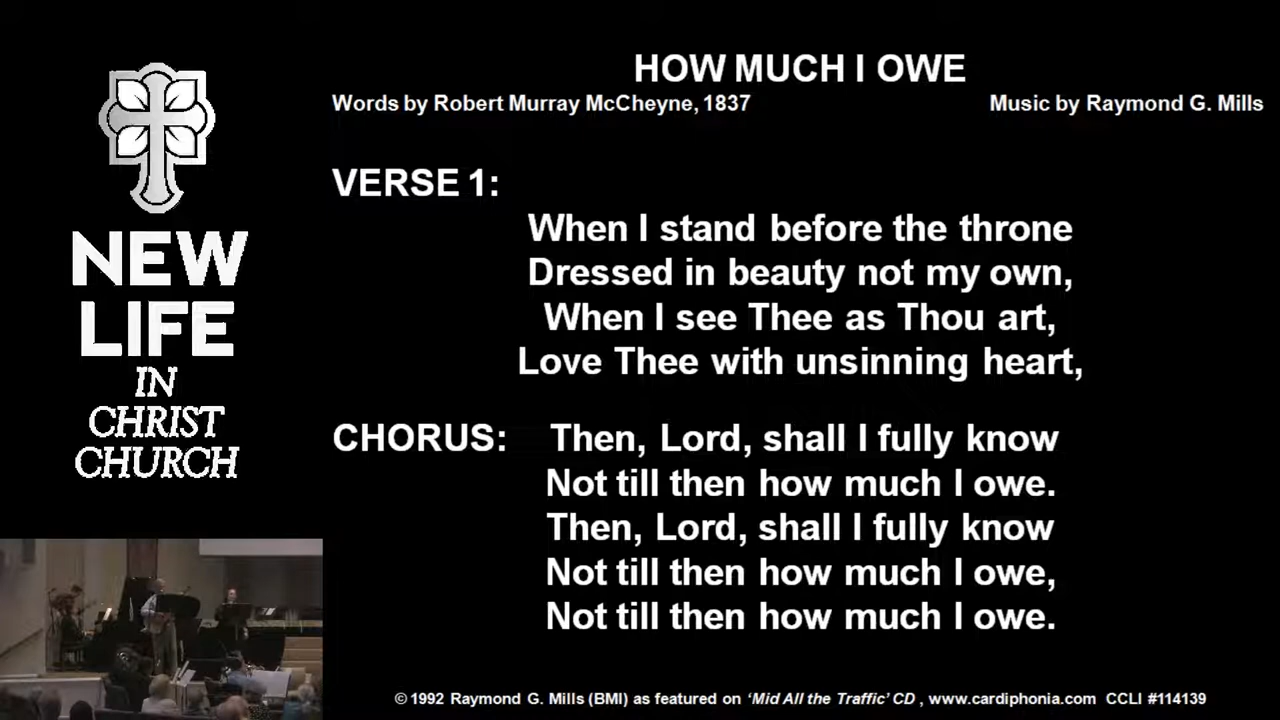 NEW
LIFE
IN
CHRIST
CHURCH
HOW MUCH I OWE
Words by Robert Murray McCheyne, 1837 Music by Raymond G. Mills
VERSE 1:
When I stand before the throne
Dressed in beauty not my own,
When I see Thee as Thou art,
Love Thee with unsinning heart,
CHORUS: Then, Lord, shall I fully know
Not till then how much I owe.
Then, Lord, shall I fully know
Not till then how much I owe,
Not till then how much I owe.
© 1992 Raymond G. Mills (BMI) as featured on ‘Mid All the Traffic’ CD , www.cardiphonia.com CCLI #114139